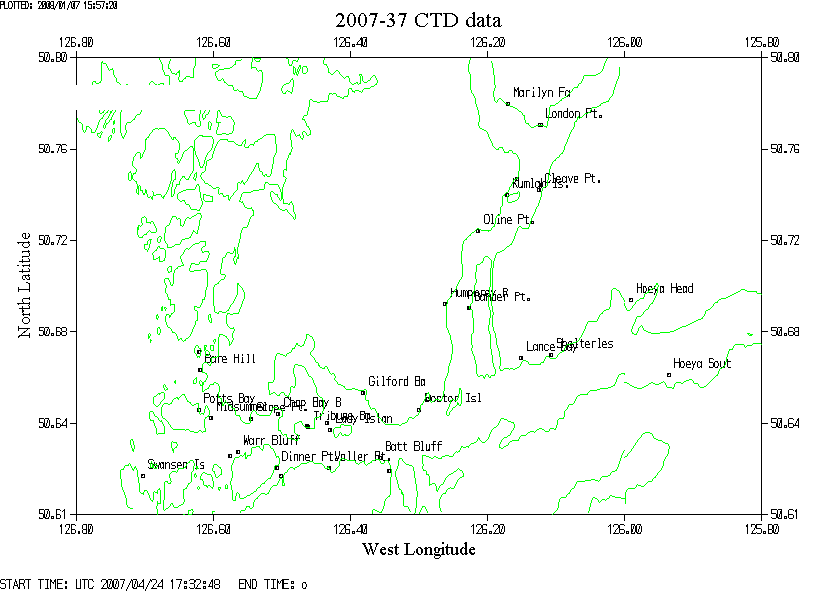 PLOTTED: 2008/01/07 15:57:20
2007-37 CTD data
126.80 126.60 126.40 126.20 126.00 125.80
50.80 50.80
Marilyn Fa
London Pt.
50.76 50.76
Cleave Pt.
Kumlah Is.
Oline Pt.
50.72 50.72
North Latitude
Hoeya Head
Humphrey R
Bamber Pt.
50.68 50.68
Shelterles
Lance Bay
Bare Hill
Hoeya Sout
Gilford Ba
Potts Bay
Doctor Isl
Chop Bay B
Midsummer
Tribune Ba
Lady Islan
50.64 50.64
Warr Bluff
Batt Bluff
Dinner Pt.
Voller Pt.
Swanson Is
50.61 50.61
126.80 126.60 126.40 126.20 126.00 125.80
West Longitude
START TIME: UTC 2007/04/24 17:32:48 END TIME: o